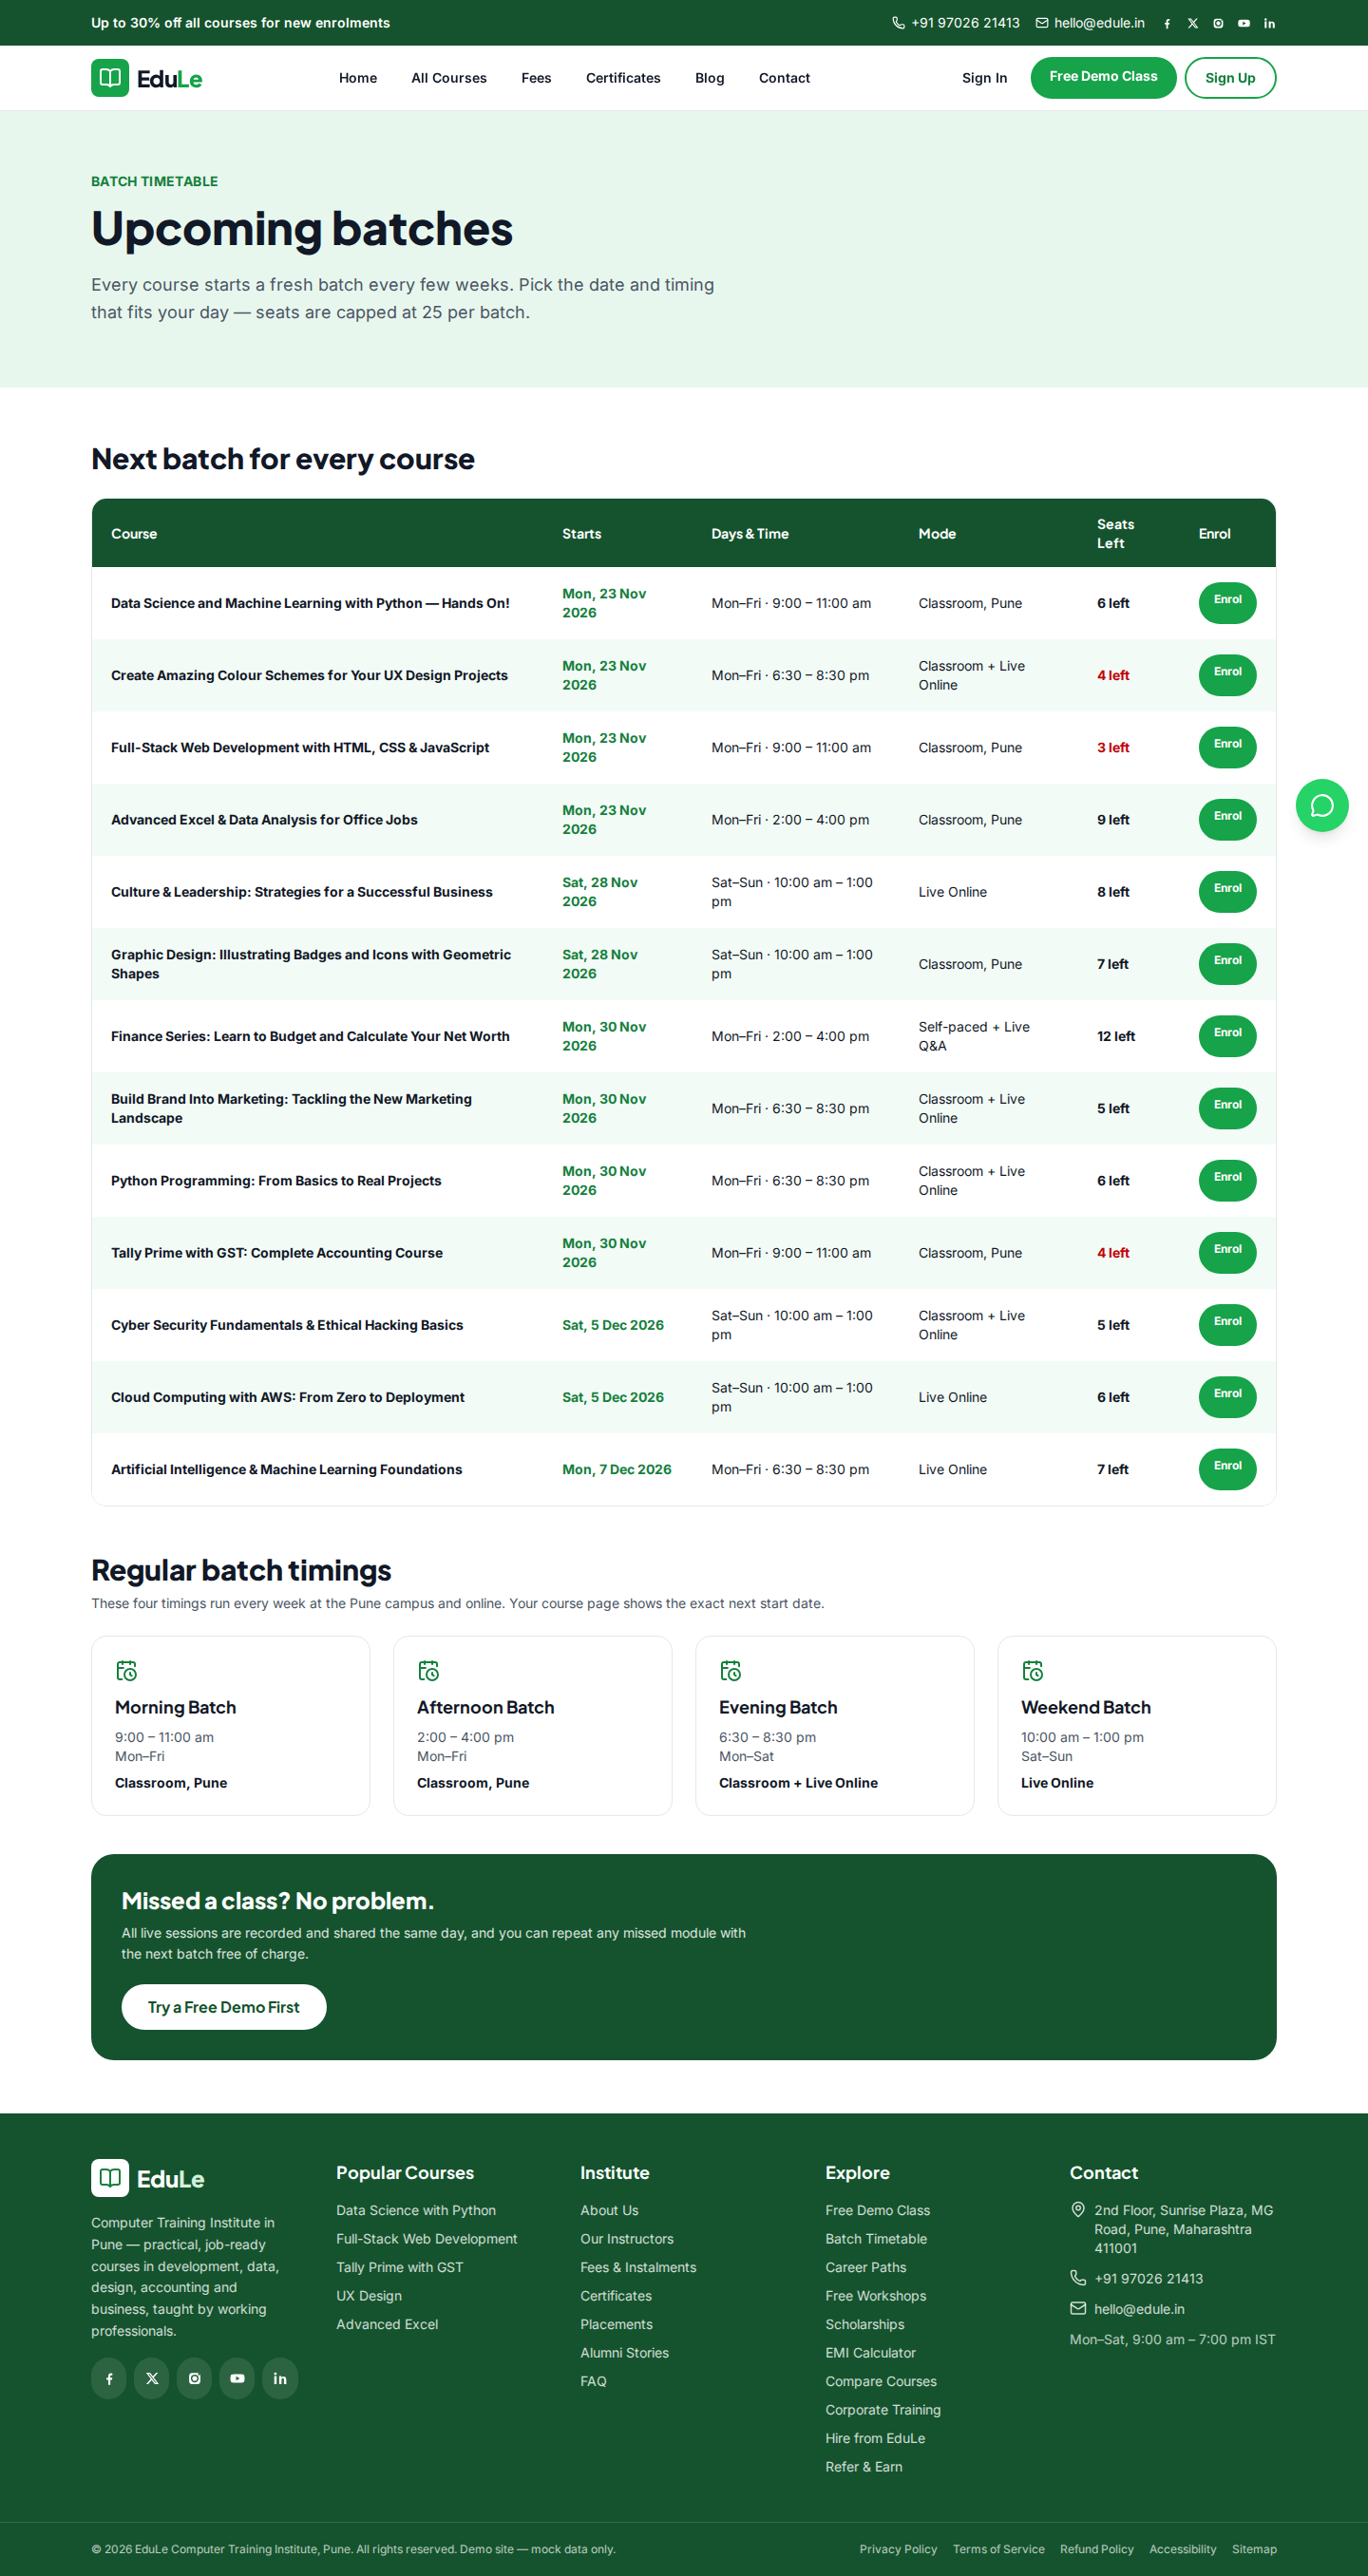 Up to 30% off all courses for new enrolments
+91 97026 21413 hello@edule.in
EduLe
Home All Courses Fees Certificates Blog Contact
Sign In Free Demo Class Sign Up
BATCH TIMETABLE
Upcoming batches
Every course starts a fresh batch every few weeks. Pick the date and timing
that fits your day — seats are capped at 25 per batch.
Next batch for every course
Course Starts Days & Time Mode Seats
Left Enrol
Data Science and Machine Learning with Python — Hands On! Mon, 23 Nov
2026 Mon–Fri · 9:00 – 11:00 am Classroom, Pune 6 left Enrol
Create Amazing Colour Schemes for Your UX Design Projects Mon, 23 Nov
2026 Mon–Fri · 6:30 – 8:30 pm Classroom + Live
Online 4 left Enrol
Full-Stack Web Development with HTML, CSS & JavaScript Mon, 23 Nov
2026 Mon–Fri · 9:00 – 11:00 am Classroom, Pune 3 left Enrol
Advanced Excel & Data Analysis for Office Jobs Mon, 23 Nov
2026 Mon–Fri · 2:00 – 4:00 pm Classroom, Pune 9 left Enrol
Culture & Leadership: Strategies for a Successful Business Sat, 28 Nov
2026 Sat–Sun · 10:00 am – 1:00
pm Live Online 8 left Enrol
Graphic Design: Illustrating Badges and Icons with Geometric
Shapes Sat, 28 Nov
2026 Sat–Sun · 10:00 am – 1:00
pm Classroom, Pune 7 left Enrol
Finance Series: Learn to Budget and Calculate Your Net Worth Mon, 30 Nov
2026 Mon–Fri · 2:00 – 4:00 pm Self-paced + Live
Q&A 12 left Enrol
Build Brand Into Marketing: Tackling the New Marketing
Landscape Mon, 30 Nov
2026 Mon–Fri · 6:30 – 8:30 pm Classroom + Live
Online 5 left Enrol
Python Programming: From Basics to Real Projects Mon, 30 Nov
2026 Mon–Fri · 6:30 – 8:30 pm Classroom + Live
Online 6 left Enrol
Tally Prime with GST: Complete Accounting Course Mon, 30 Nov
2026 Mon–Fri · 9:00 – 11:00 am Classroom, Pune 4 left Enrol
Cyber Security Fundamentals & Ethical Hacking Basics Sat, 5 Dec 2026 Sat–Sun · 10:00 am – 1:00
pm Classroom + Live
Online 5 left Enrol
Cloud Computing with AWS: From Zero to Deployment Sat, 5 Dec 2026 Sat–Sun · 10:00 am – 1:00
pm Live Online 6 left Enrol
Artificial Intelligence & Machine Learning Foundations Mon, 7 Dec 2026 Mon–Fri · 6:30 – 8:30 pm Live Online 7 left Enrol
Regular batch timings
These four timings run every week at the Pune campus and online. Your course page shows the exact next start date.
Morning Batch
9:00 – 11:00 am
Mon–Fri
Classroom, Pune
Afternoon Batch
2:00 – 4:00 pm
Mon–Fri
Classroom, Pune
Evening Batch
6:30 – 8:30 pm
Mon–Sat
Classroom + Live Online
Weekend Batch
10:00 am – 1:00 pm
Sat–Sun
Live Online
Missed a class? No problem.
All live sessions are recorded and shared the same day, and you can repeat any missed module with
the next batch free of charge.
Try a Free Demo First
EduLe
Computer Training Institute in
Pune — practical, job-ready
courses in development, data,
design, accounting and
business, taught by working
professionals.
Popular Courses
Data Science with Python
Full-Stack Web Development
Tally Prime with GST
UX Design
Advanced Excel
Institute
About Us
Our Instructors
Fees & Instalments
Certificates
Placements
Alumni Stories
FAQ
Explore
Free Demo Class
Batch Timetable
Career Paths
Free Workshops
Scholarships
EMI Calculator
Compare Courses
Corporate Training
Hire from EduLe
Refer & Earn
Contact
2nd Floor, Sunrise Plaza, MG
Road, Pune, Maharashtra
411001
+91 97026 21413
hello@edule.in
Mon–Sat, 9:00 am – 7:00 pm IST
© 2026 EduLe Computer Training Institute, Pune. All rights reserved. Demo site — mock data only.
Privacy Policy Terms of Service Refund Policy Accessibility Sitemap